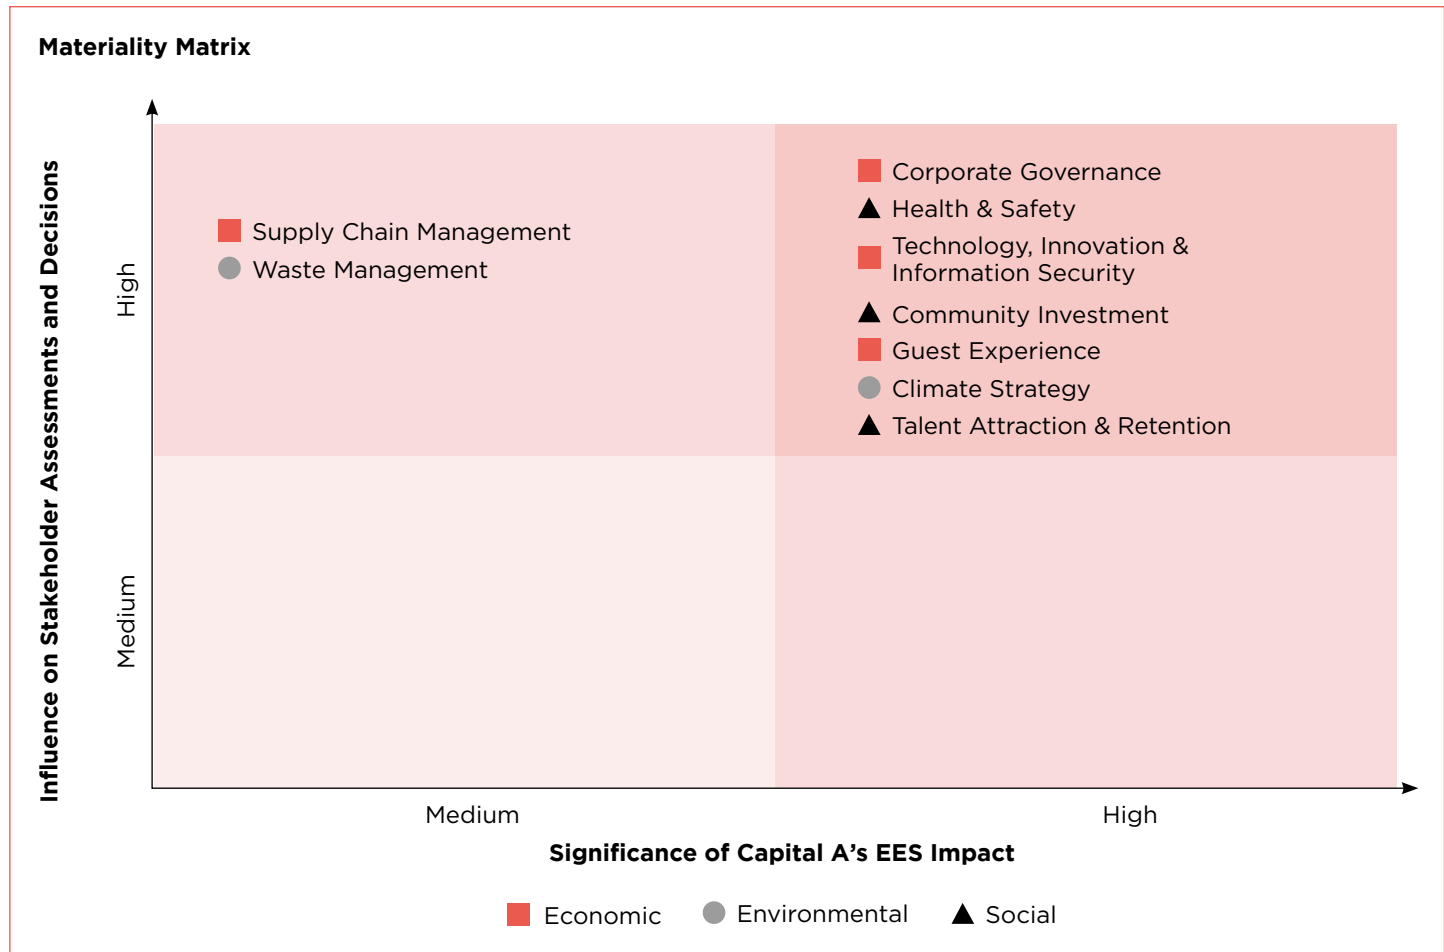 Materiality Matrix
Influence on Stakeholder Assessments and Decisions
High
Medium
Supply Chain Management
Waste Management
Corporate Governance
Health & Safety
Technology, Innovation &
Information Security
Community Investment
Guest Experience
Climate Strategy
Talent Attraction & Retention
Medium
High
Significance of Capital A’s EES Impact
Economic
Environmental
Social